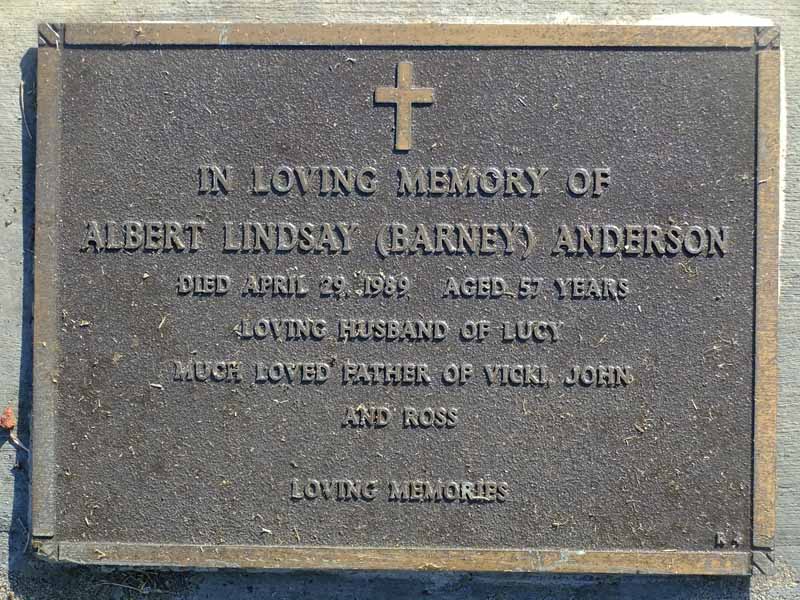 IN LOVING MEMORY OF
ALBERT LINDSAY (BARNEY) ANDERSON
DIED APRIL 29, 1989 AGED 57 YEARS
LOVING HUSBAND OF LUCY
MUCH LOVED FATHER OF VICKI, JOHN
AND ROSS
LOVING MEMORIES